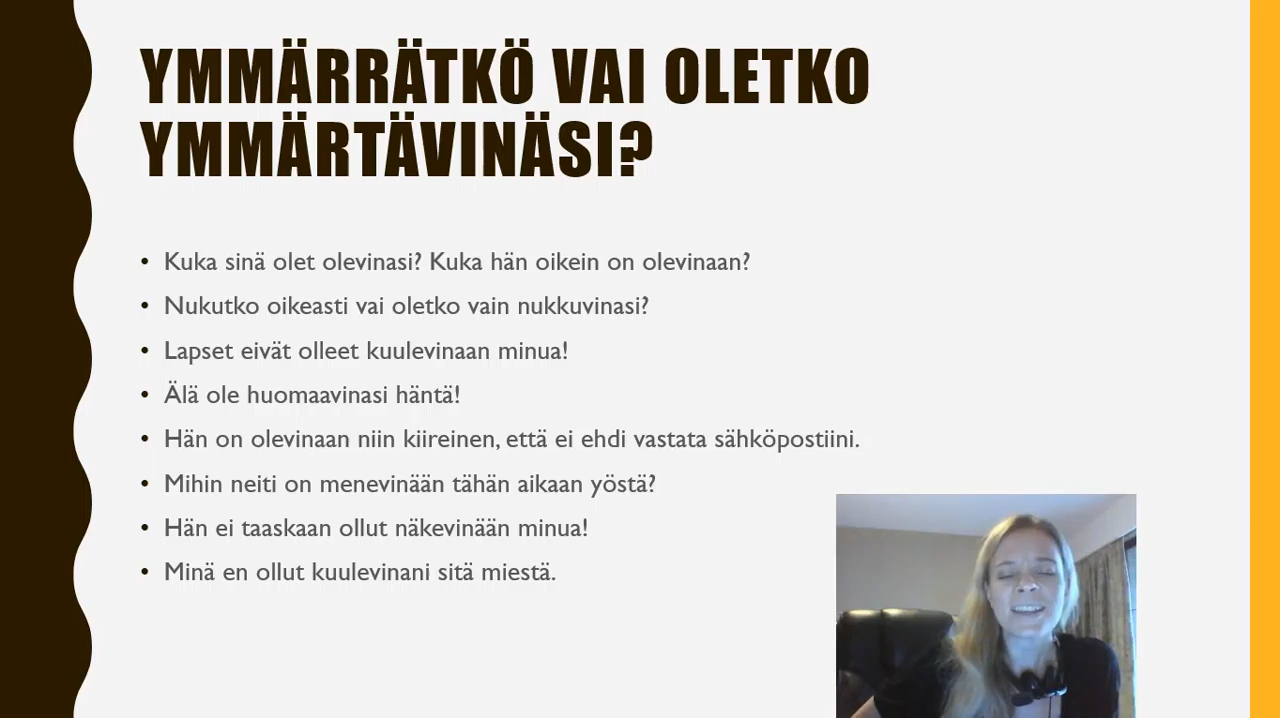 YMMÄRRÄTKÖ VAI OLETKO
YMMÄRTÄVINÄSI?
• Kuka sinä olet olevinasi? Kuka hän oikein on olevinaan?
• Nukutko oikeasti vai oletko vain nukkuvinasi?
• Lapset eivät olleet kuulevinaan minua!
• Älä ole huomaavinasi häntä!
• Hän on olevinaan niin kiireinen, että ei ehdi vastata sähköpostiini.
• Mihin neiti on menevinään tähän aikaan yöstä?
• Hän ei taaskaan ollut näkevinään minua!
• Minä en ollut kuulevinani sitä miestä.